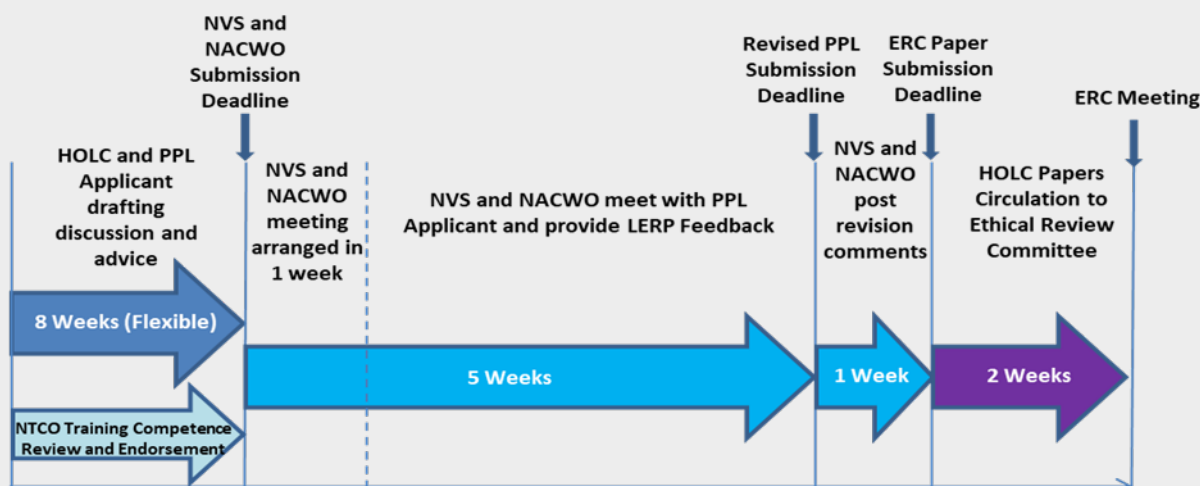 NVS and
NACWO
Submission
Deadline
Revised PPL
Submission
Deadline
ERC Paper
Submission
Deadline
ERC Meeting
HOLC and PPL
Applicant
drafting
discussion and
advice
NVS and
NACWO
meeting
arranged in
1 week
NVS and NACWO meet with PPL
Applicant and provide LERP Feedback
NVS and
NACWO
post
revision
comments
HOLC Papers
Circulation to
Ethical Review
Committee
8 Weeks (Flexible)
5 Weeks
1 Week
2 Weeks
NTCO Training Competence
Review and Endorsement